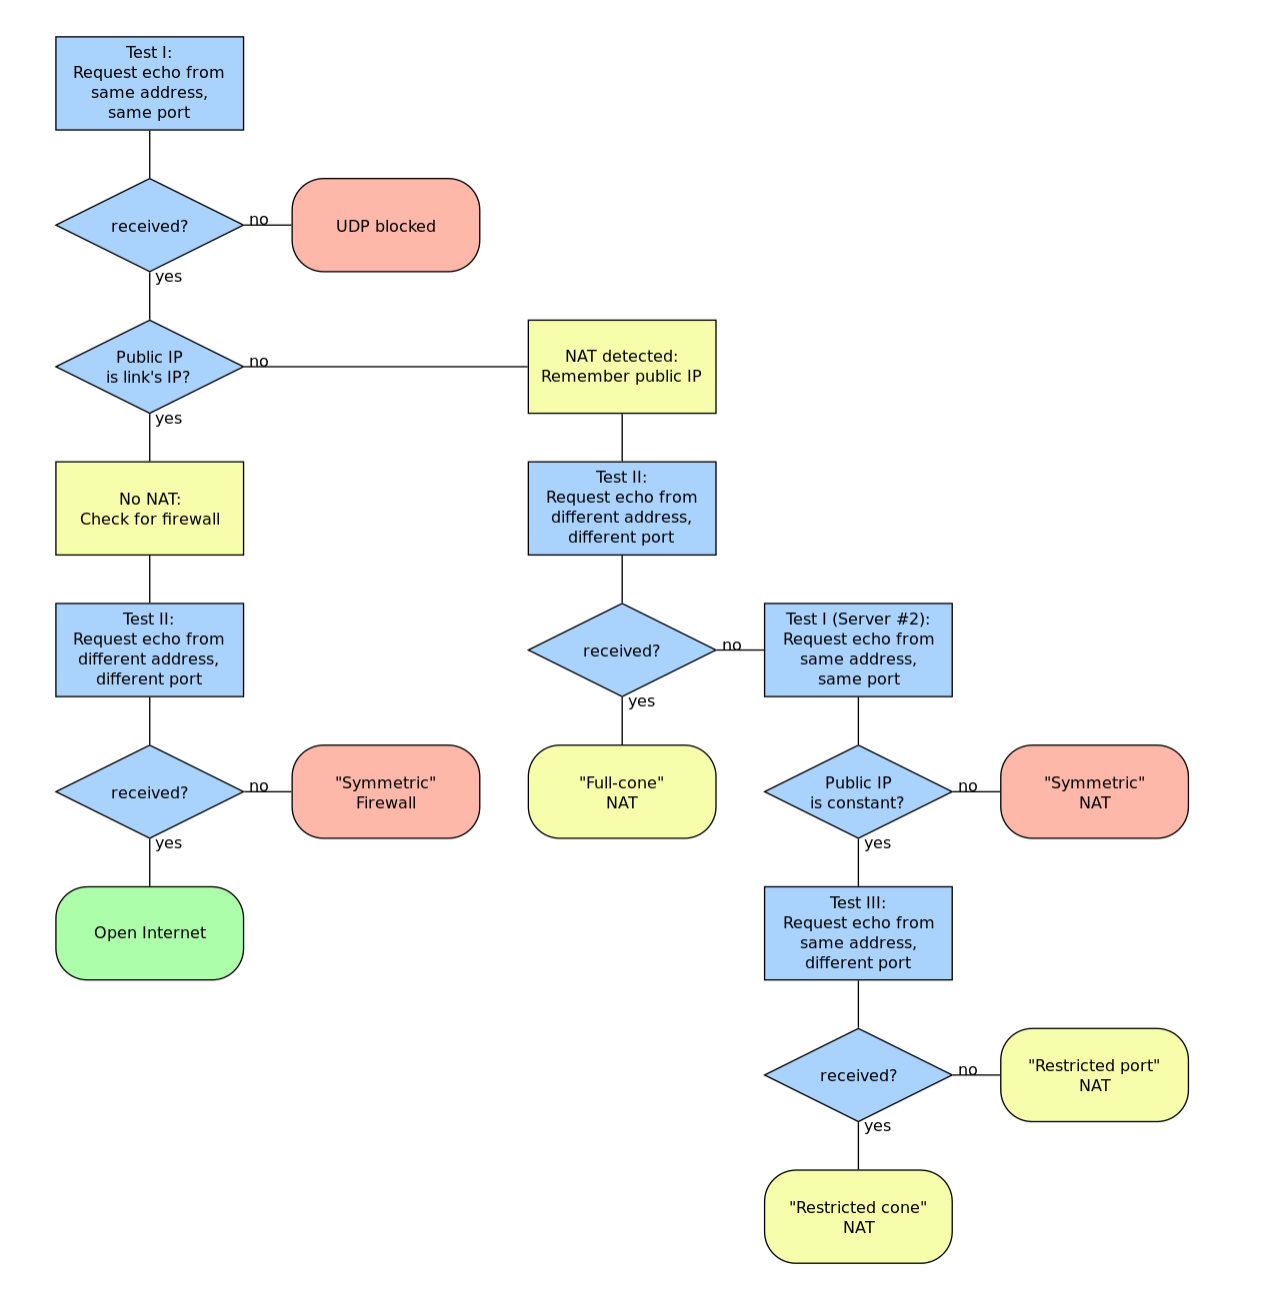 Test I:
Request echo from
same address,
same port
received?
no
UDP blocked
yes
Public IP
is link's IP?
no
NAT detected:
Remember public IP
yes
No NAT:
Check for firewall
Test II:
Request echo from
different address,
different port
Test II:
Request echo from
different address,
different port
received?
no
Test I (Server #2):
Request echo from
same address,
same port
yes
received?
no
"Symmetric"
Firewall
"Full-cone"
NAT
Public IP
is constant?
no
"Symmetric"
NAT
yes
yes
Open Internet
Test III:
Request echo from
same address,
different port
received?
no
"Restricted port"
NAT
yes
"Restricted cone"
NAT